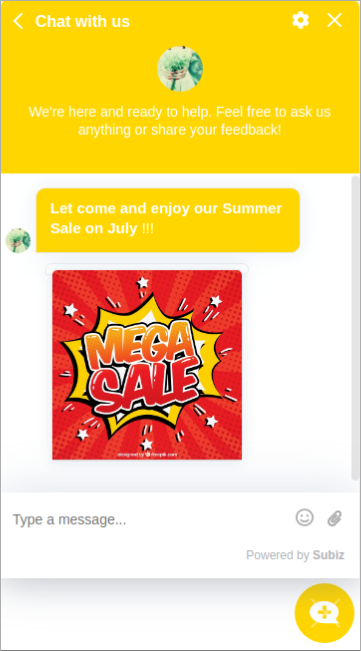 Chat with us
We're here and ready to help. Feel free to ask us
anything or share your feedback!
Let come and enjoy our Summer
Sale on July !!!
MEGA
SALE
designed by freepik.com
Type a message...
Powered by Subiz